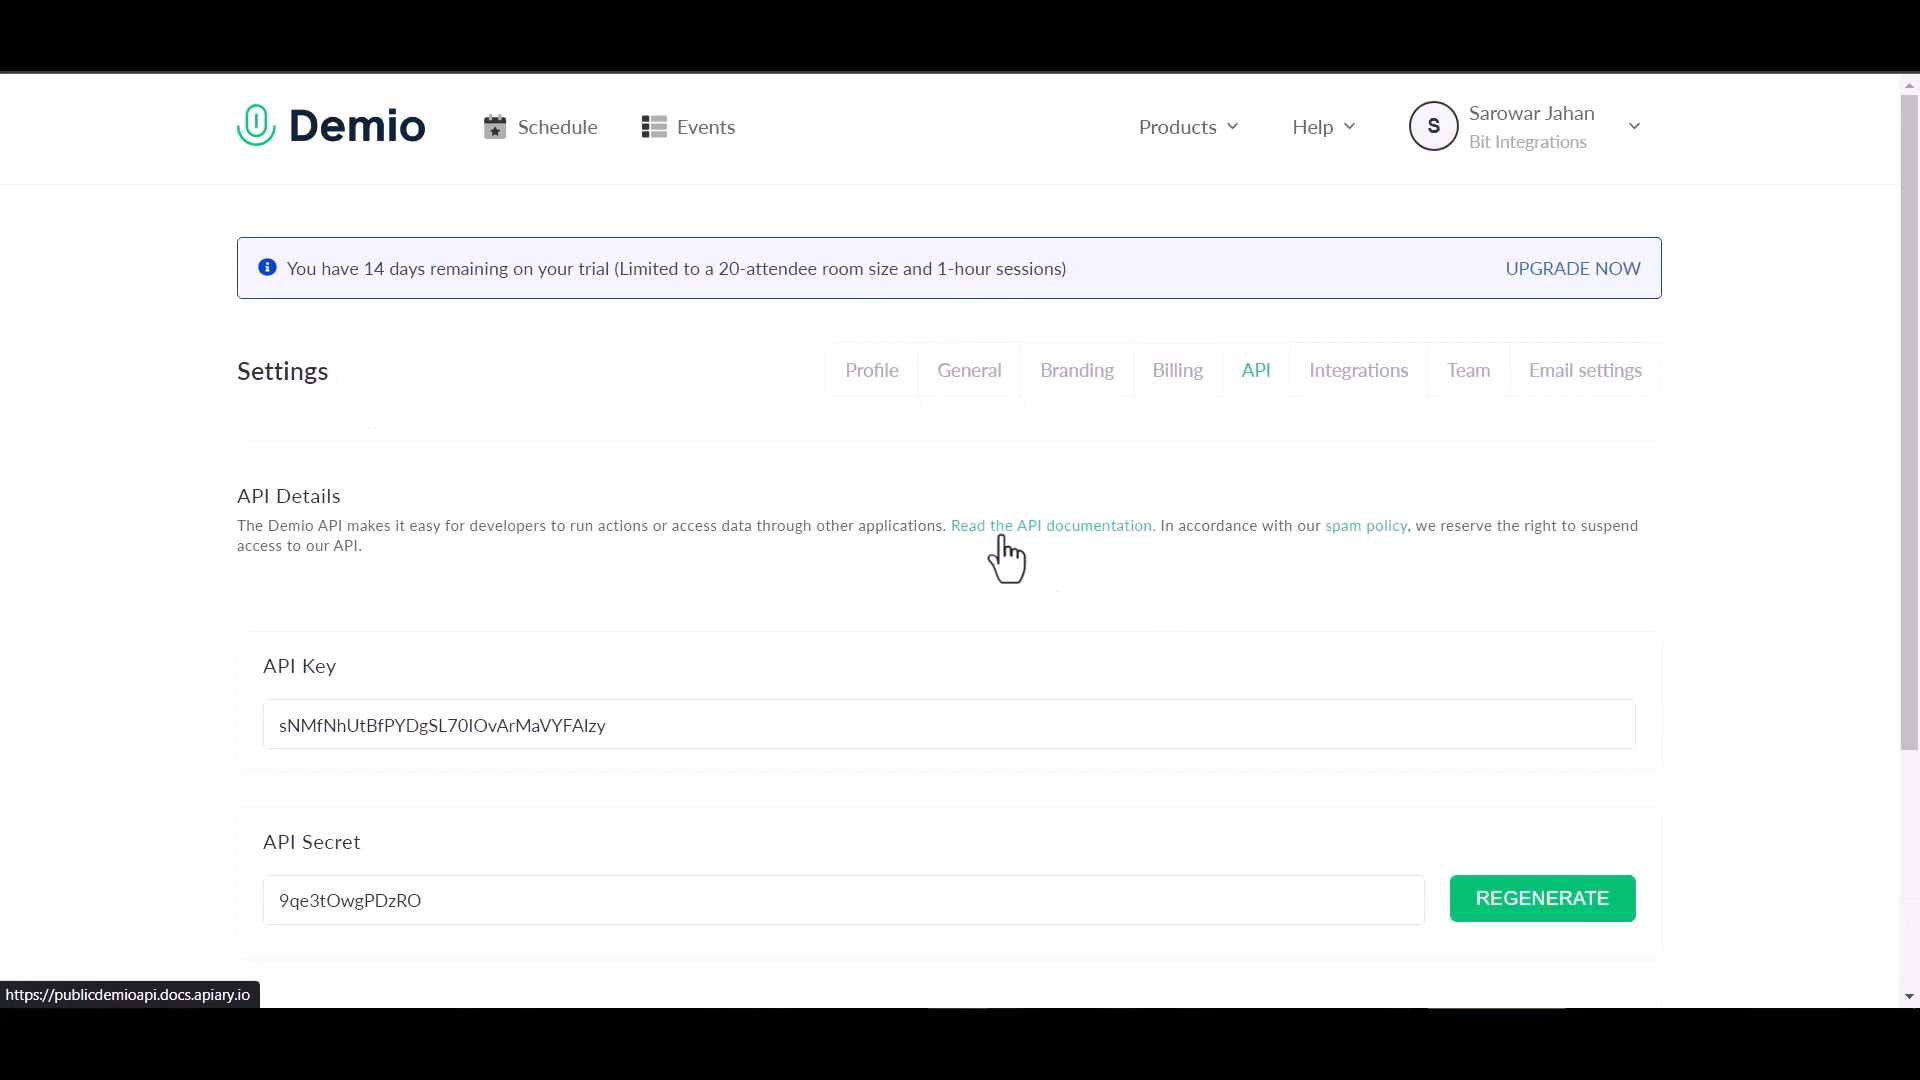 Demio
Schedule
Events
Products
Help
S
Sarowar Jahan
Bit Integrations
You have 14 days remaining on your trial (Limited to a 20-attendee room size and 1-hour sessions)
UPGRADE NOW
Settings
Profile
General
Branding
Billing
API
Integrations
Team
Email settings
API Details
The Demio API makes it easy for developers to run actions or access data through other applications. Read the API documentation. In accordance with our spam policy, we reserve the right to suspend
access to our API.
API Key
sNMfNhUtBfPYDgSL70IOvArMaVYFAlzy
API Secret
9qe3tOwgPDzRO
REGENERATE
https://publicdemioapi.docs.apiary.io